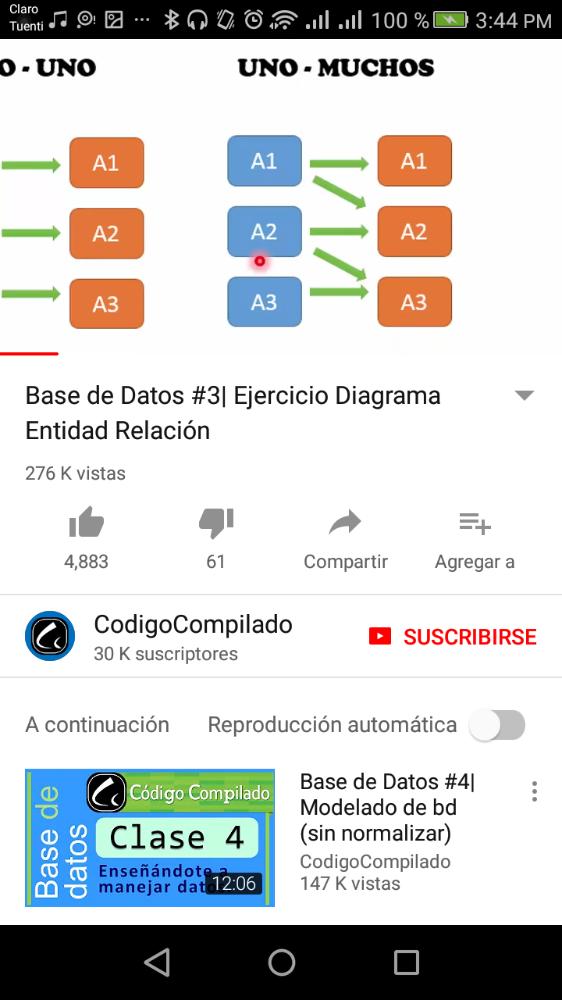 Claro
Tuenti
100 %
3:44 PM
O - UNO
UNO - MUCHOS
A1
A1
A1
A2
A2
A2
A3
A3
A3
Base de Datos #3| Ejercicio Diagrama
Entidad Relación
276 K vistas
4,883
61
Compartir
Agregar a
CodigoCompilado
30 K suscriptores
SUSCRIBIRSE
A continuación
Reproducción automática
Base de
datos
Código Compilado
Clase 4
Enseñándote a
manejar datos
12:06
Base de Datos #4|
Modelado de bd
(sin normalizar)
CodigoCompilado
147 K vistas